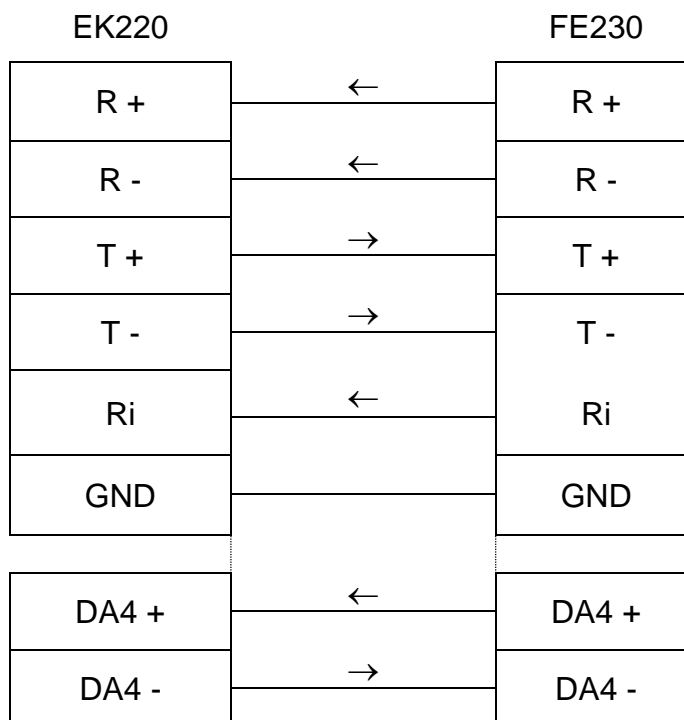 EK220 FE230
R + ← R +
R - ← R -
T + → T +
T - → T -
Ri ← Ri
GND GND
DA4 + ← DA4 +
DA4 - → DA4 -